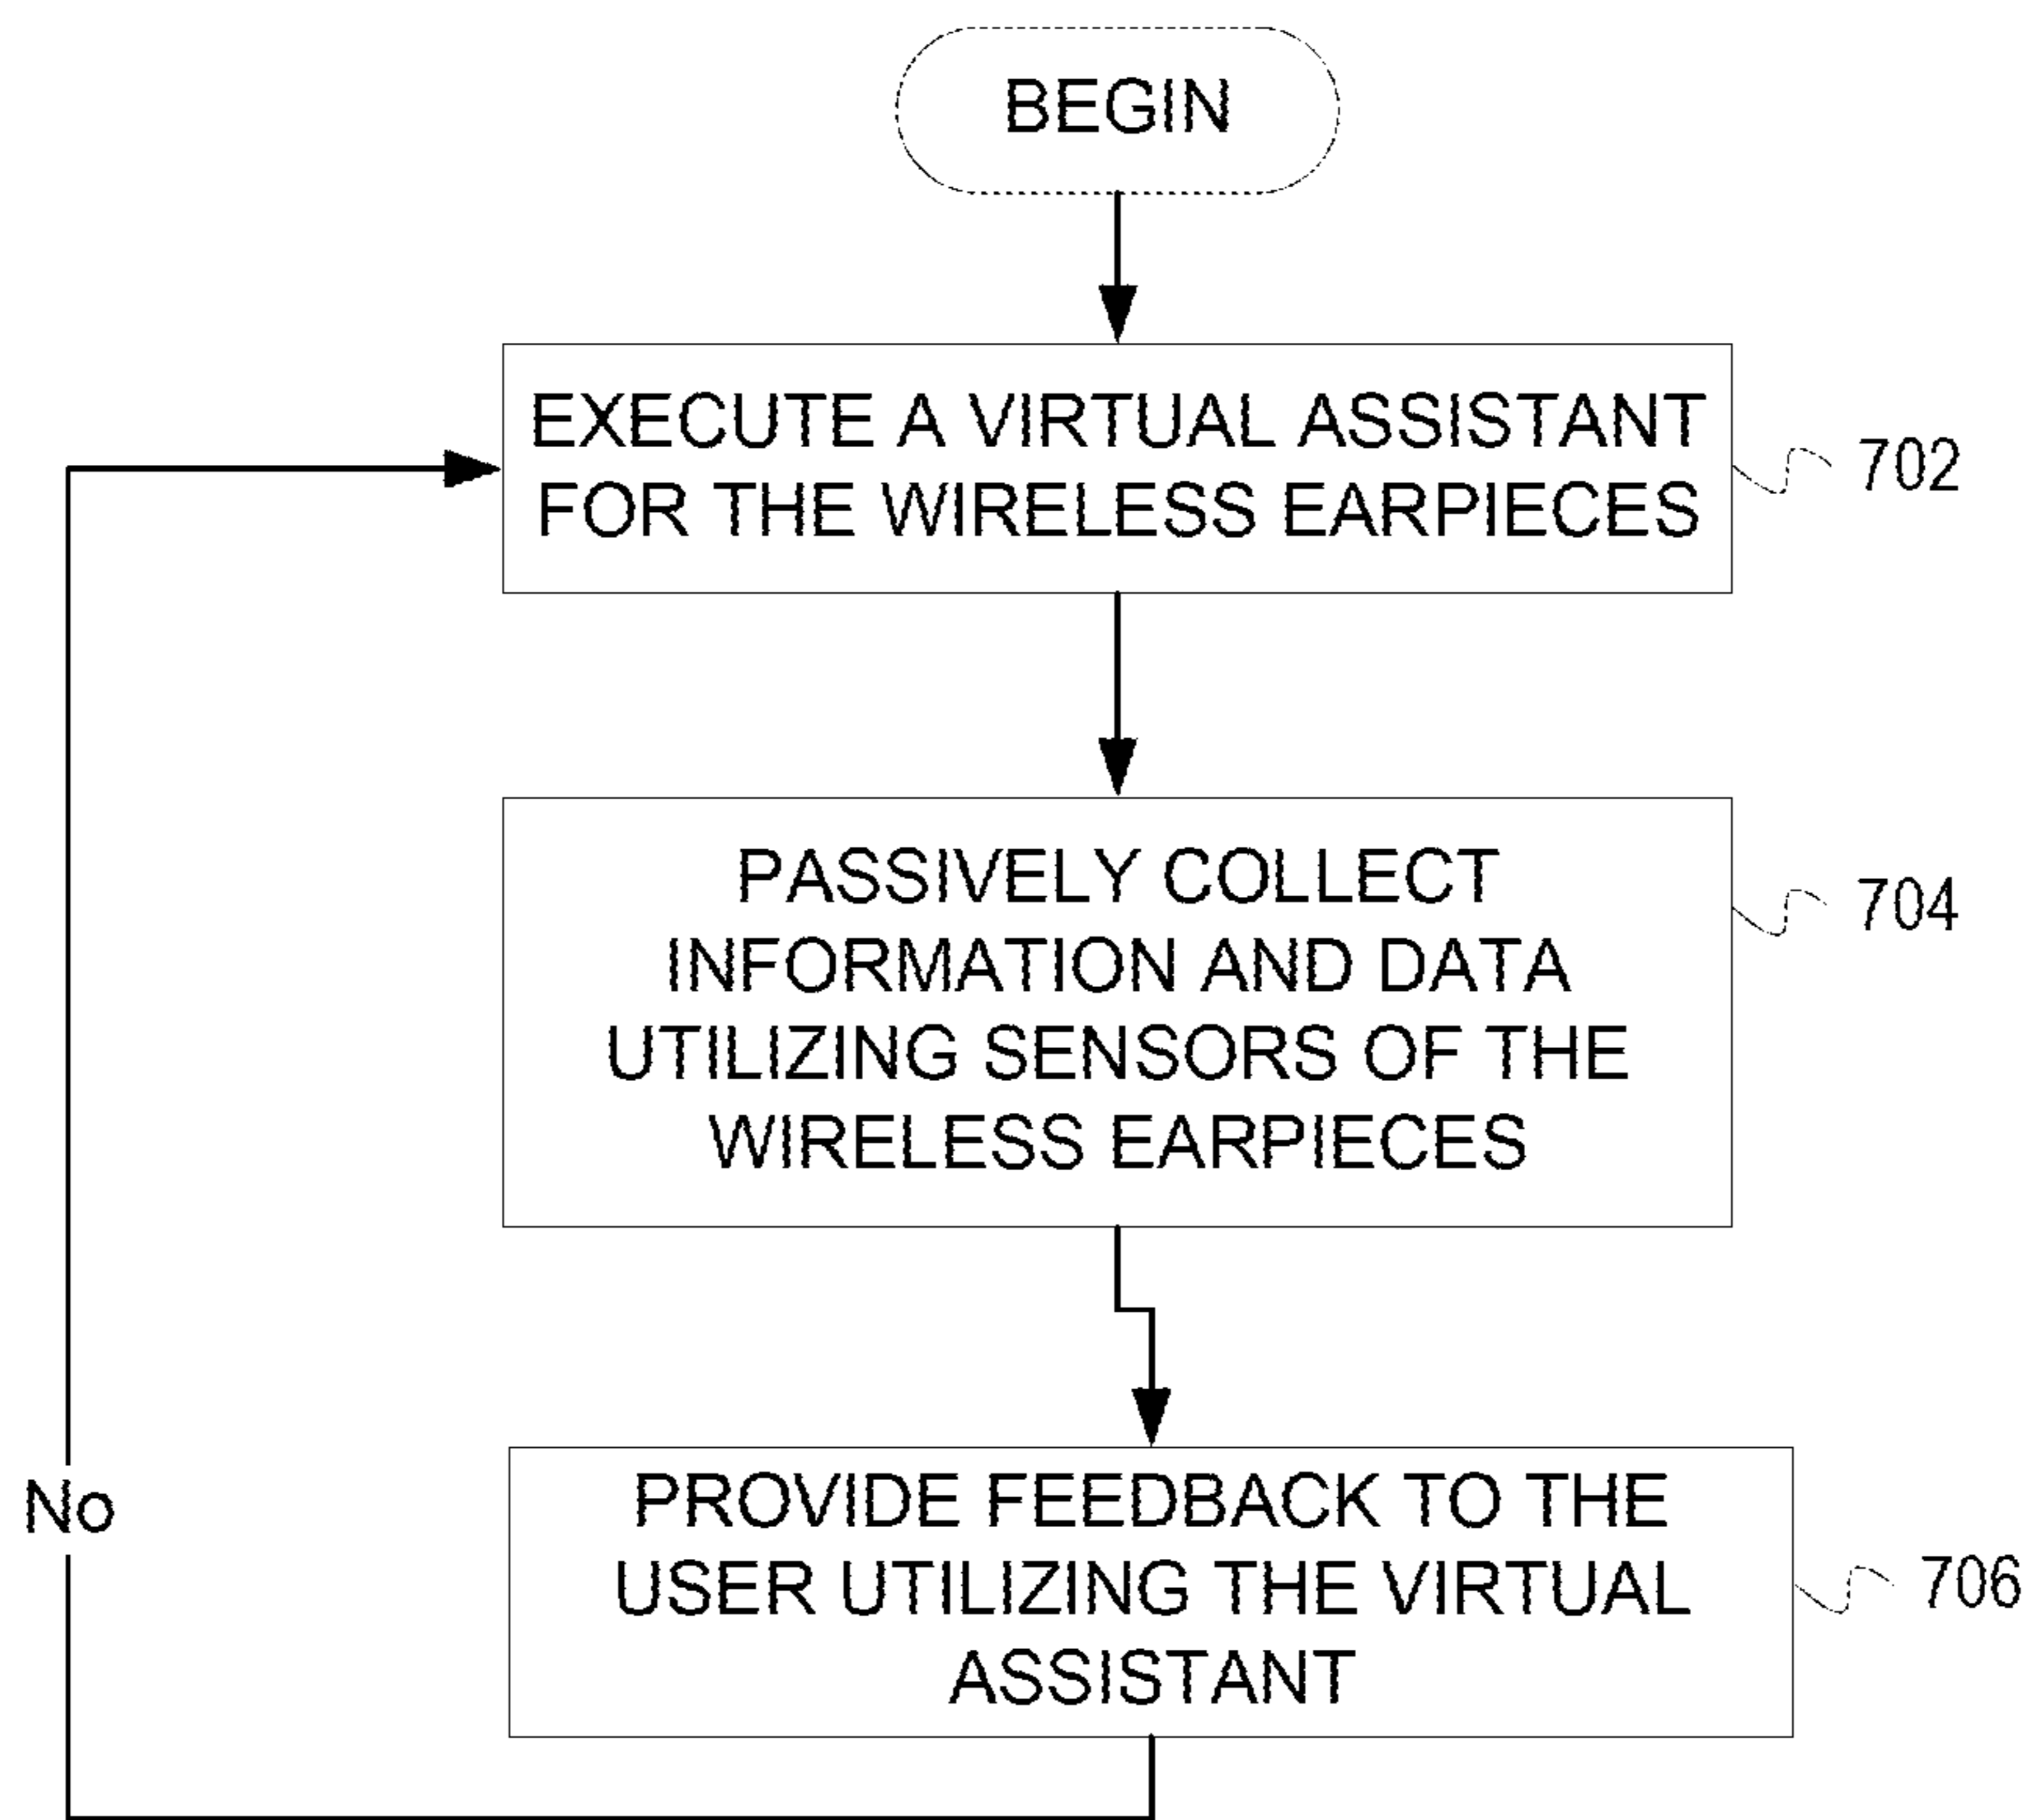 BEGIN
EXECUTE A VIRTUAL ASSISTANT
FOR THE WIRELESS EARPIECES
702
PASSIVELY COLLECT
INFORMATION AND DATA
UTILIZING SENSORS OF THE
WIRELESS EARPIECES
704
No
PROVIDE FEEDBACK TO THE
USER UTILIZING THE VIRTUAL
ASSISTANT
706